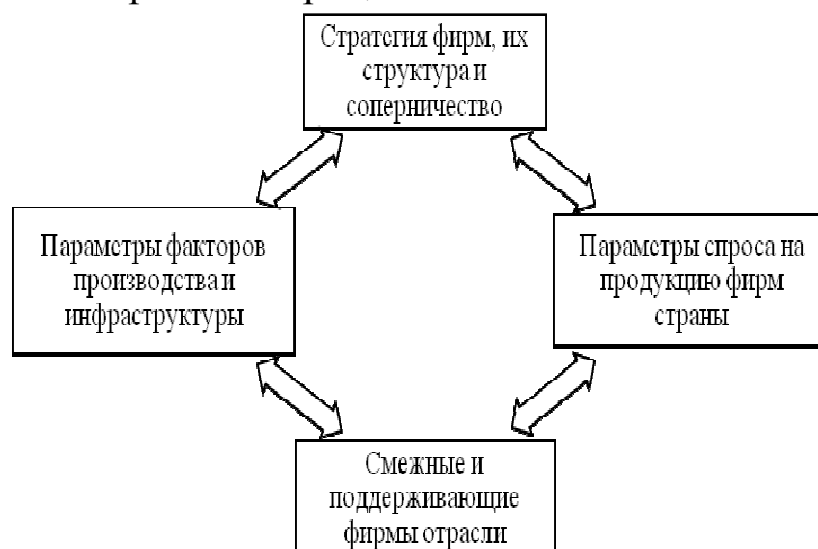 Стратегия фирм, их
структура и
соперничество
Параметры факторов
производства и
инфраструктуры
Параметры спроса на
продукцию фирм
страны
Смежные и
поддерживающие
фирмы отрасли